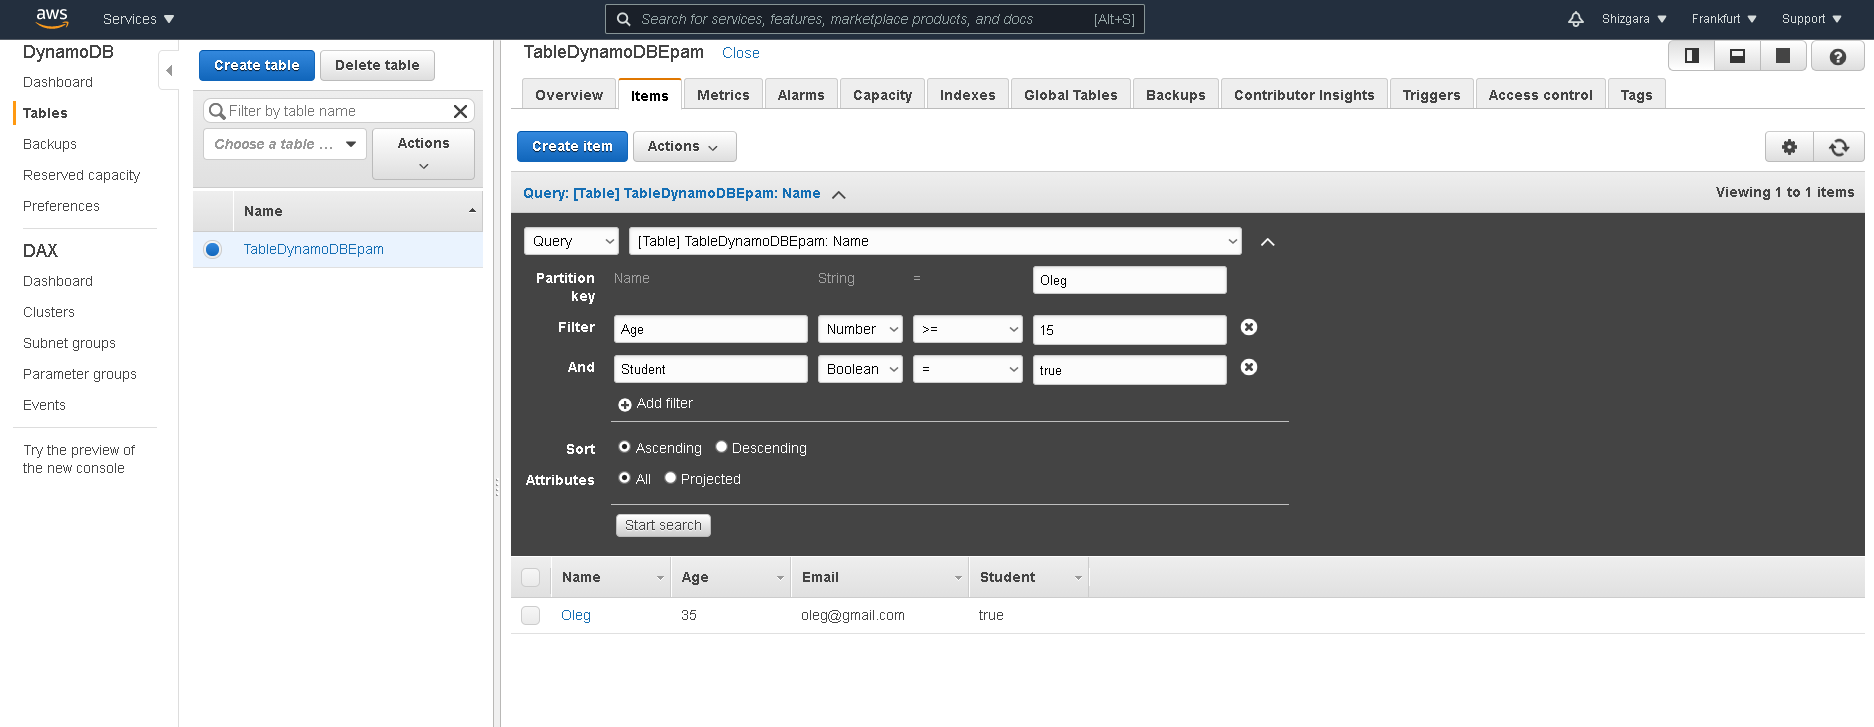 aws
Services
Search for services, features, marketplace products, and docs
[Alt+S]
Shizgara
Frankfurt
Support
DynamoDB
Dashboard
Tables
Backups
Reserved capacity
Preferences
DAX
Dashboard
Clusters
Subnet groups
Parameter groups
Events
Try the preview of
the new console
Create table
Delete table
Filter by table name
Choose a table ...
Actions
Name
TableDynamoDBEpam
TableDynamoDBEpam
Close
Overview
Items
Metrics
Alarms
Capacity
Indexes
Global Tables
Backups
Contributor Insights
Triggers
Access control
Tags
Create item
Actions
Query: [Table] TableDynamoDBEpam: Name
Viewing 1 to 1 items
Query
[Table] TableDynamoDBEpam: Name
Partition
key
Name
String
=
Oleg
Filter
Age
Number
>=
15
And
Student
Boolean
=
true
Add filter
Sort
Ascending
Descending
Attributes
All
Projected
Start search
Name
Age
Email
Student
Oleg
35
oleg@gmail.com
true